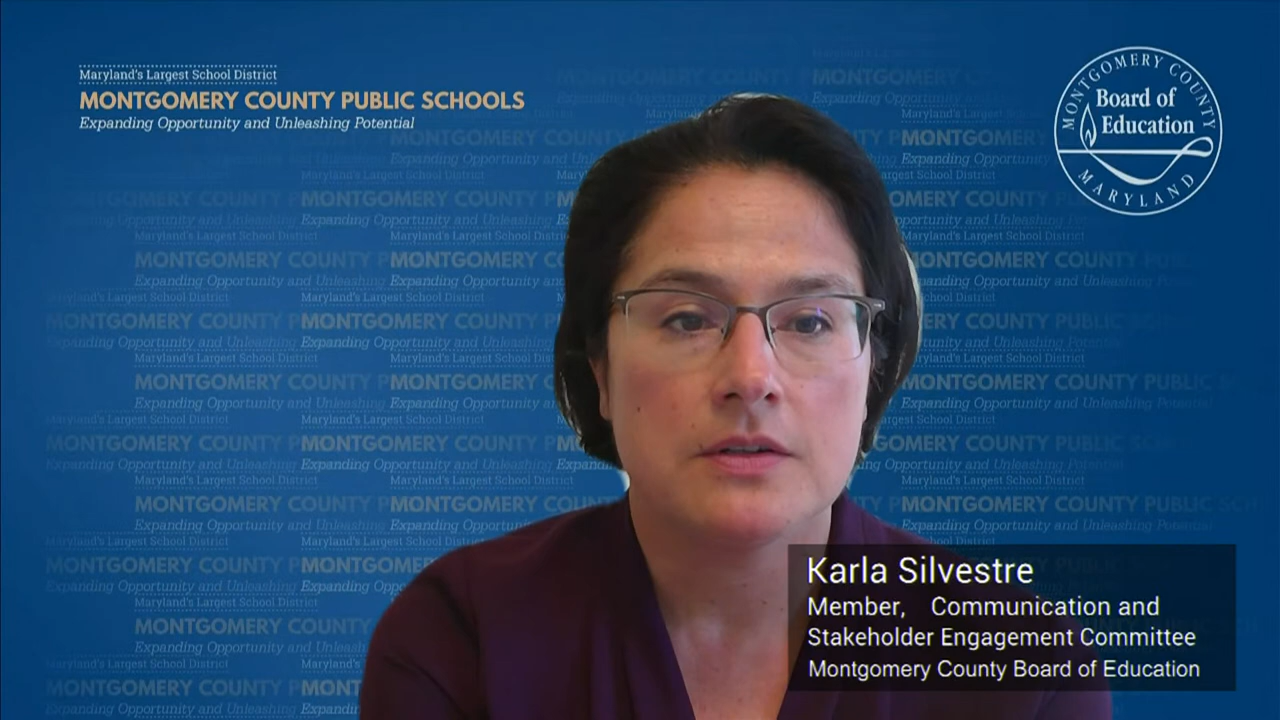 Maryland's Largest School District
MONTGOMERY COUNTY PUBLIC SCHOOLS
Expanding Opportunity and Unleashing Potential
MONTGOMERY COUNTY
Board of
Education
MARYLAND
Karla Silvestre
Member, Communication and
Stakeholder Engagement Committee
Montgomery County Board of Education